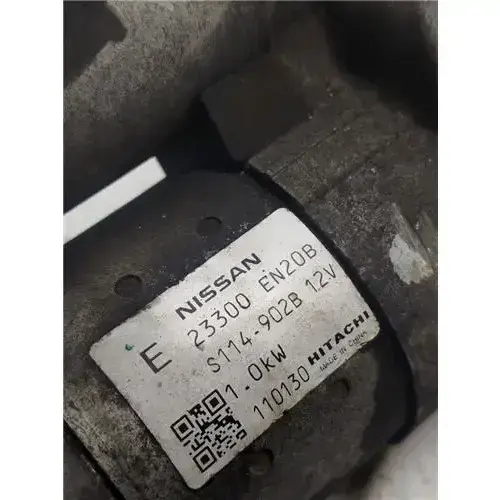 NISSAN
E 23300 EN20B
S114-902B 12V
1.0kW
110130 HITACHI
MADE IN CHINA